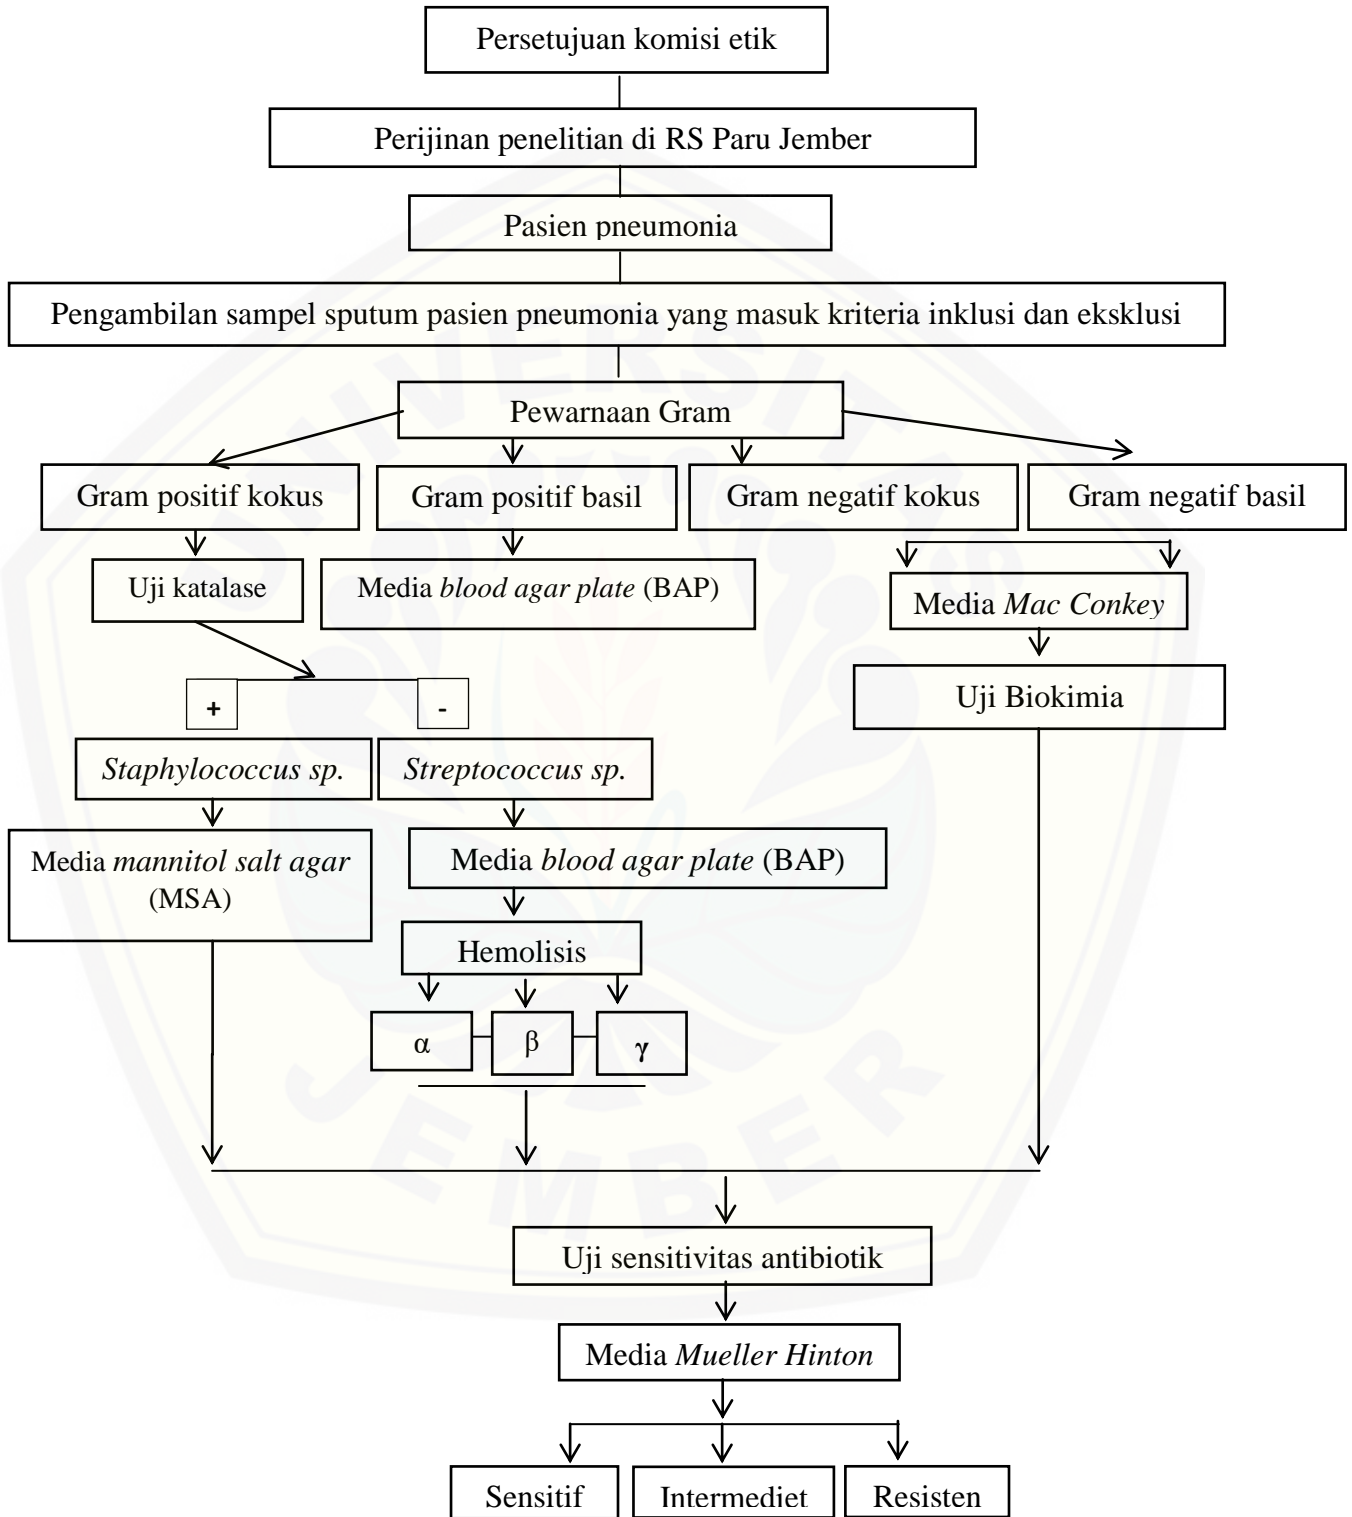 Persetujuan komisi etik
Perijinan penelitian di RS Paru Jember
Pasien pneumonia
Pengambilan sampel sputum pasien pneumonia yang masuk kriteria inklusi dan eksklusi
Pewarnaan Gram
Gram positif kokus
Gram positif basil
Gram negatif kokus
Gram negatif basil
Uji katalase
Media blood agar plate (BAP)
Media Mac Conkey
Uji Biokimia
+
-
Staphylococcus sp.
Streptococcus sp.
Media mannitol salt agar
(MSA)
Media blood agar plate (BAP)
Hemolisis
α
β
γ
Uji sensitivitas antibiotik
Media Mueller Hinton
Sensitif
Intermediet
Resisten
UNIVERSITAS
JEMBER